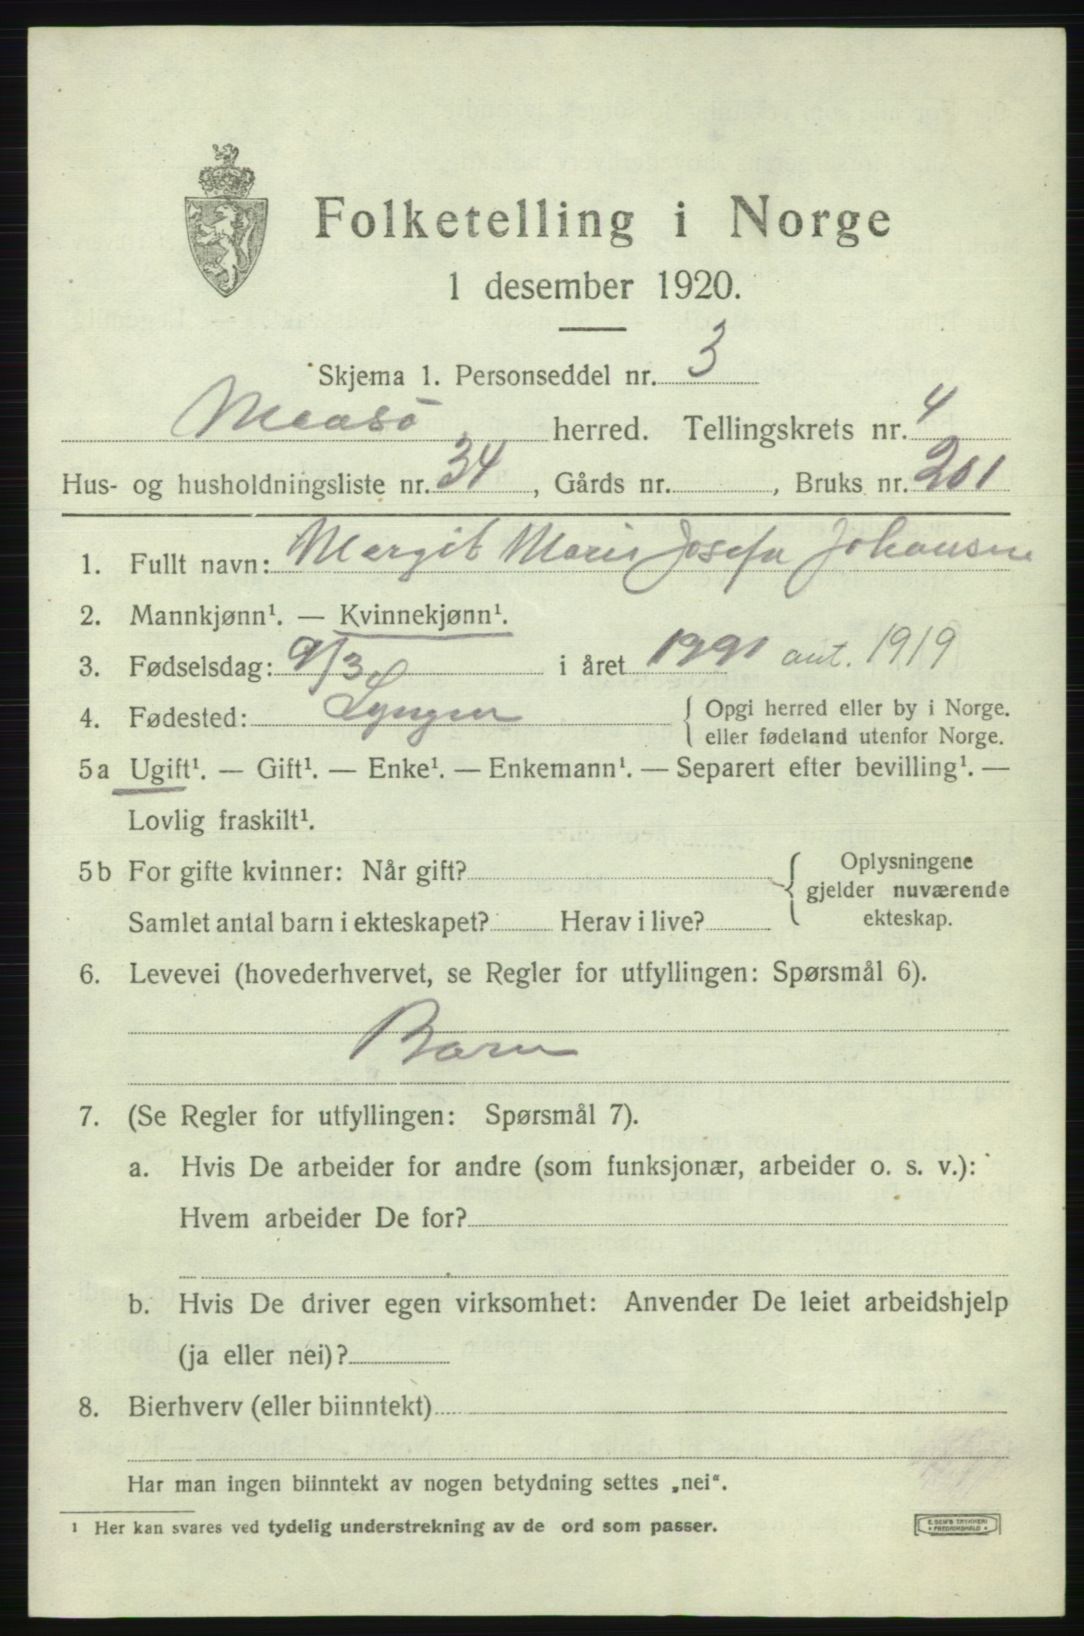 Folketelling i Norge
1 desember 1920.
Skjema 1. Personseddel nr. 3
Maasö herred. Tellingskrets nr. 4
Hus- og husholdningsliste nr. 34, Gårds nr. , Bruks nr. 201
1. Fullt navn: Margit Marie Josefa Johansen
2. Mannkjønn¹. — Kvinnekjønn¹.
3. Fødselsdag: 9/3 i året ant. 1919
4. Fødested: Lyngen { Opgi herred eller by i Norge.
eller fødeland utenfor Norge.
5a Ugift¹. — Gift¹. — Enke¹. — Enkemann¹. — Separert efter bevilling¹. —
Lovlig fraskilt¹.
5b For gifte kvinner: Når gift? { Oplysningene
gjelder nuværende
Samlet antal barn i ekteskapet? Herav i live? ekteskap.
6. Levevei (hovederhvervet, se Regler for utfyllingen: Spørsmål 6).
Barn
7. (Se Regler for utfyllingen: Spørsmål 7).
a. Hvis De arbeider for andre (som funksjonær, arbeider o. s. v.):
Hvem arbeider De for?
b. Hvis De driver egen virksomhet: Anvender De leiet arbeidshjelp
(ja eller nei)?
8. Bierhverv (eller biinntekt)
Har man ingen biinntekt av nogen betydning settes „nei“.
¹ Her kan svares ved tydelig understrekning av de ord som passer.
E. SEM'S TRYKKERI
FREDRIKSHALD